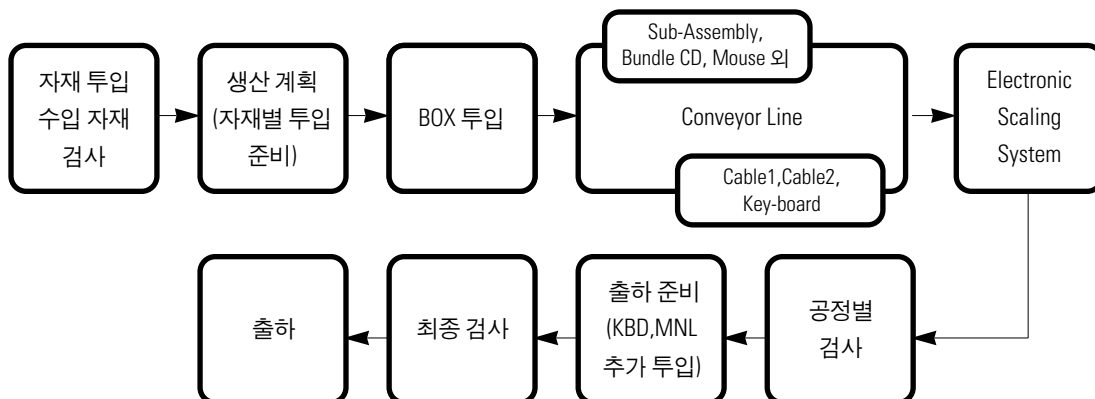 자재 투입
수입 자재
검사
생산 계획
(자재별 투입
준비)
BOX 투입
Sub-Assembly,
Bundle CD, Mouse 외
Conveyor Line
Cable1,Cable2,
Key-board
Electronic
Scaling
System
공정별
검사
출하 준비
(KBD,MNL
추가 투입)
최종 검사
출하